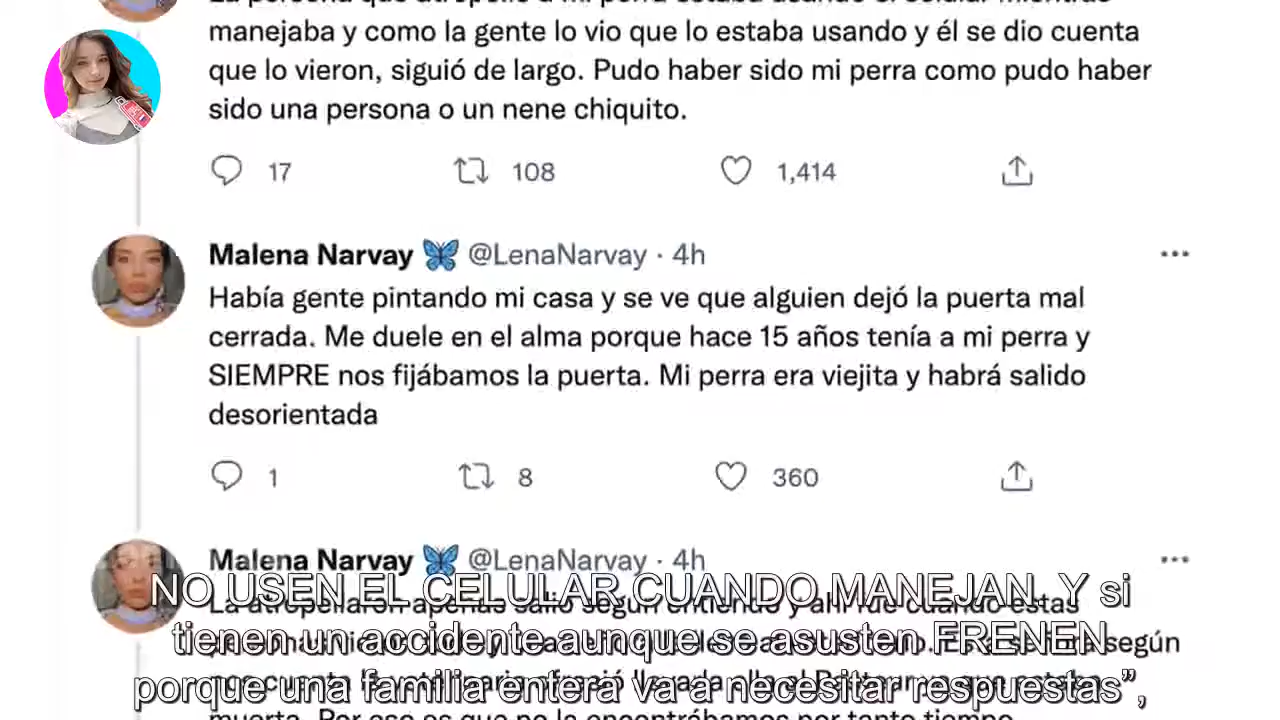 manejaba y como la gente lo vio que lo estaba usando y él se dio cuenta
que lo vieron, siguió de largo. Pudo haber sido mi perra como pudo haber
sido una persona o un nene chiquito.
17 108 1,414
Malena Narvay 🦋 @LenaNarvay · 4h
Había gente pintando mi casa y se ve que alguien dejó la puerta mal
cerrada. Me duele en el alma porque hace 15 años tenía a mi perra y
SIEMPRE nos fijábamos la puerta. Mi perra era viejita y habrá salido
desorientada
1 8 360
Malena Narvay 🦋 @LenaNarvay · 4h
NO USEN EL CELULAR CUANDO MANEJAN. Y si
tienen un accidente aunque se asusten FRENEN
según
porque una familia entera va a necesitar respuestas”,
muerta. Por eso es que no la encontrábamos por tanto tiempo